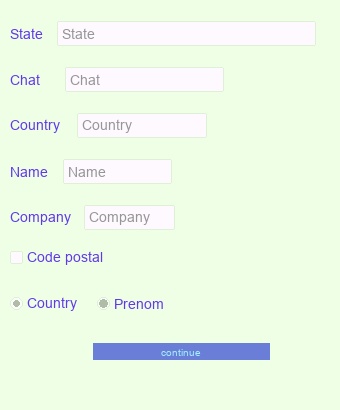 State State
Chat Chat
Country Country
Name Name
Company Company
Code postal
Country Prenom
continue